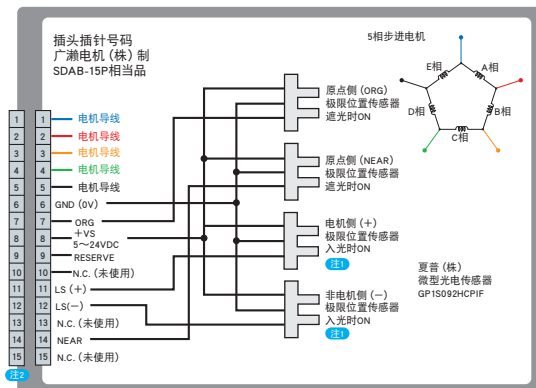 插头插针号码
广濑电机（株）制
SDAB-15P相当品
5相步进电机
E相
A相
D相
B相
C相
1 1 电机导线
2 2 电机导线
3 3 电机导线
4 4 电机导线
5 5 电机导线
6 6 GND（0V）
7 7 ORG
8 8 +VS
5～24VDC
9 9 RESERVE
10 10 N.C.（未使用）
11 11 LS（+）
12 12 LS(—)
13 13 N.C.（未使用）
14 14 NEAR
15 15 N.C.（未使用）
注2
原点侧（ORG）
极限位置传感器
遮光时ON
原点侧（NEAR）
极限位置传感器
遮光时ON
电机侧（+）
极限位置传感器
入光时ON
注1
非电机侧（—）
极限位置传感器
入光时ON
注1
夏普（株）
微型光电传感器
GP1S092HCPIF